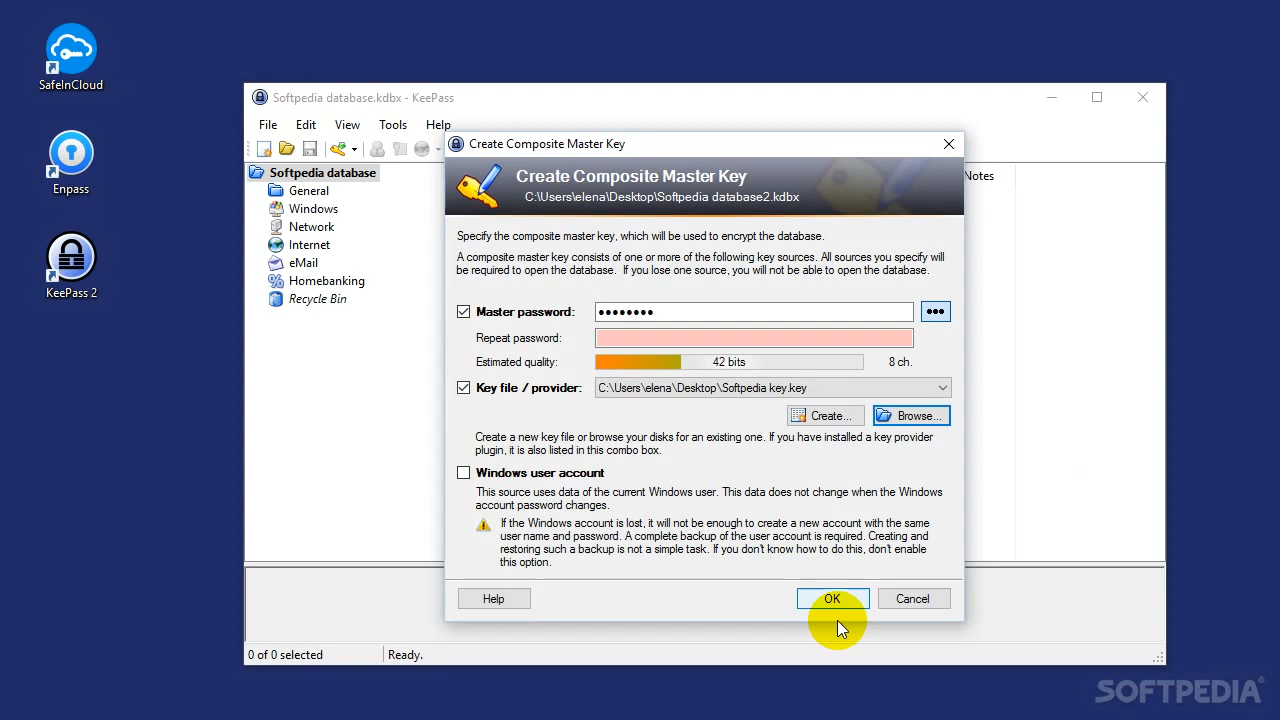 SafeInCloud
Enpass
KeePass 2
Softpedia database.kdbx - KeePass
File Edit View Tools Help
Softpedia database
General
Windows
Network
Internet
eMail
Homebanking
Recycle Bin
Notes
Create Composite Master Key
Create Composite Master Key
C:\Users\elena\Desktop\Softpedia database2.kdbx
Specify the composite master key, which will be used to encrypt the database.
A composite master key consists of one or more of the following key sources. All sources you specify will
be required to open the database. If you lose one source, you will not be able to open the database.
Master password: ●●●●●●●● ●●●
Repeat password:
Estimated quality: 42 bits 8 ch.
Key file / provider: C:\Users\elena\Desktop\Softpedia key.key
Create... Browse...
Create a new key file or browse your disks for an existing one. If you have installed a key provider
plugin, it is also listed in this combo box.
Windows user account
This source uses data of the current Windows user. This data does not change when the Windows
account password changes.
If the Windows account is lost, it will not be enough to create a new account with the same
user name and password. A complete backup of the user account is required. Creating and
restoring such a backup is not a simple task. If you don't know how to do this, don't enable
this option.
Help OK Cancel
0 of 0 selected Ready.
SOFTPEDIA®